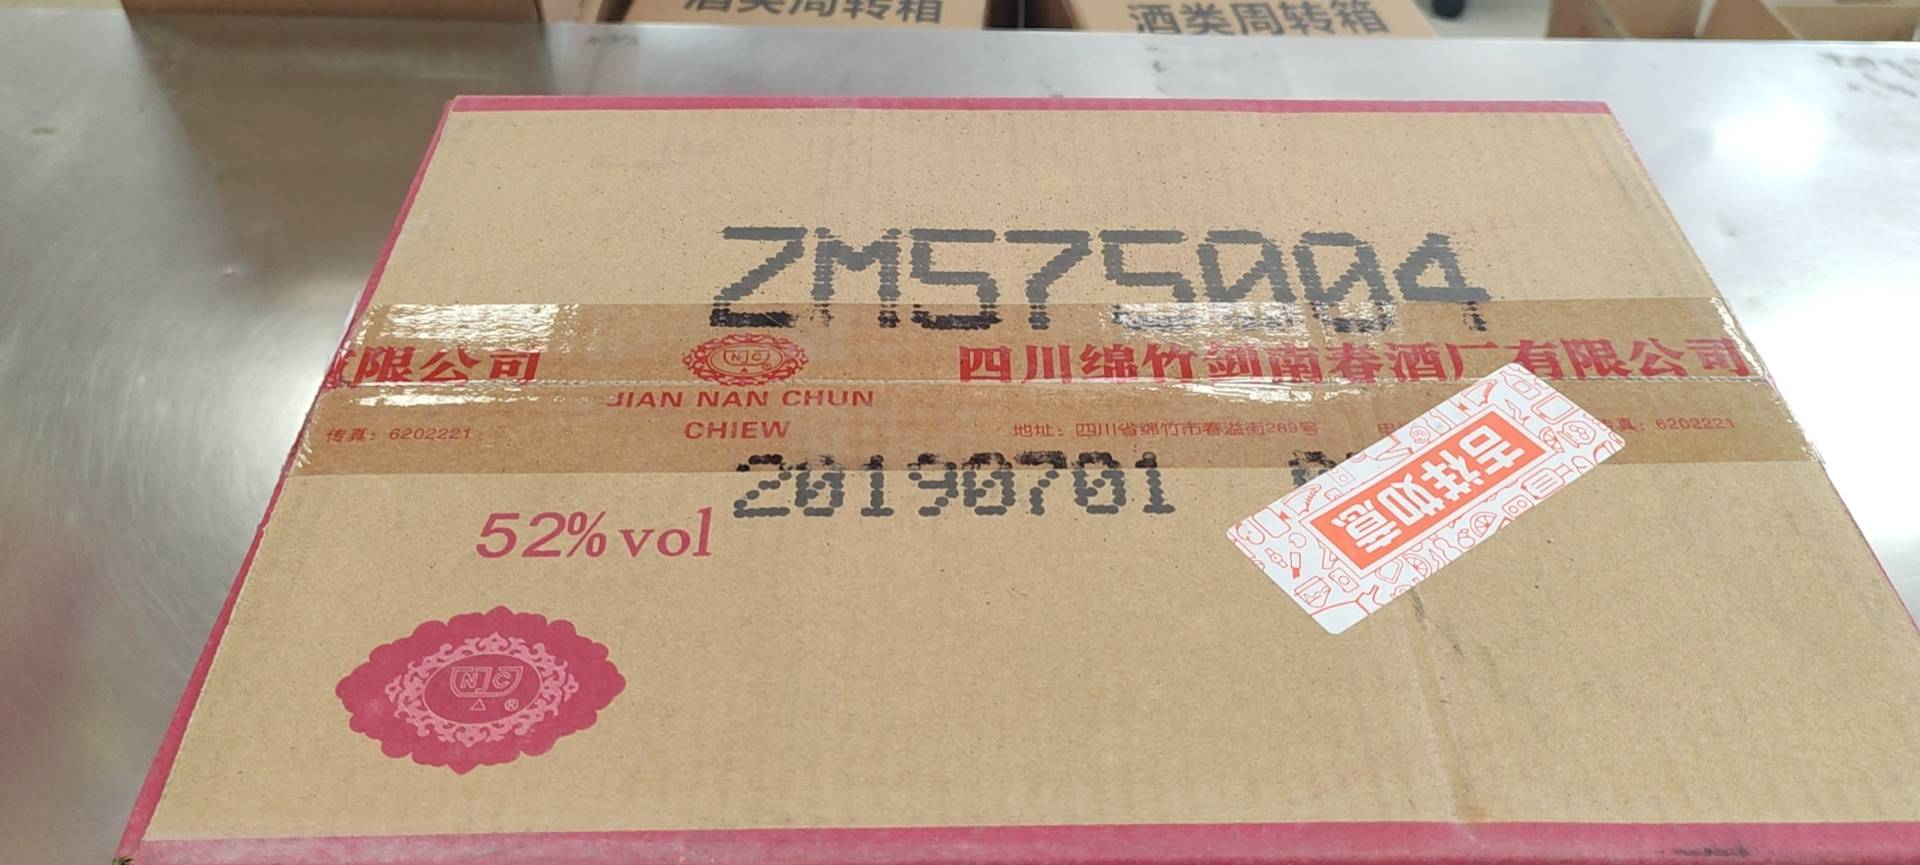 酒类周转箱
酒类周转箱
ZM575004
限公司
NJC
四川绵竹剑南春酒厂有限公司
JIAN NAN CHUN
CHIEW
传真：6202221
地址：四川省绵竹市春溢街289号
真：6202221
20190701
吉祥如意
52%vol
NJC
®